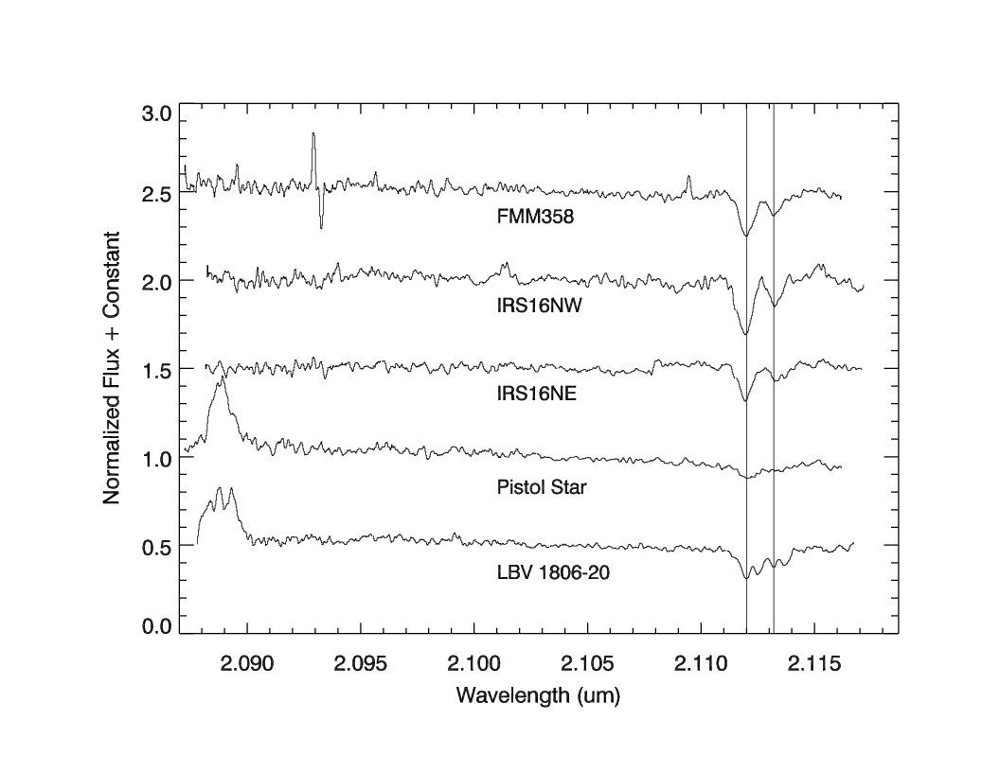 3.0
2.5
FMM358
2.0
IRS16NW
1.5
IRS16NE
1.0
Pistol Star
0.5
LBV 1806-20
0.0
Normalized Flux + Constant
2.090 2.095 2.100 2.105 2.110 2.115
Wavelength (um)